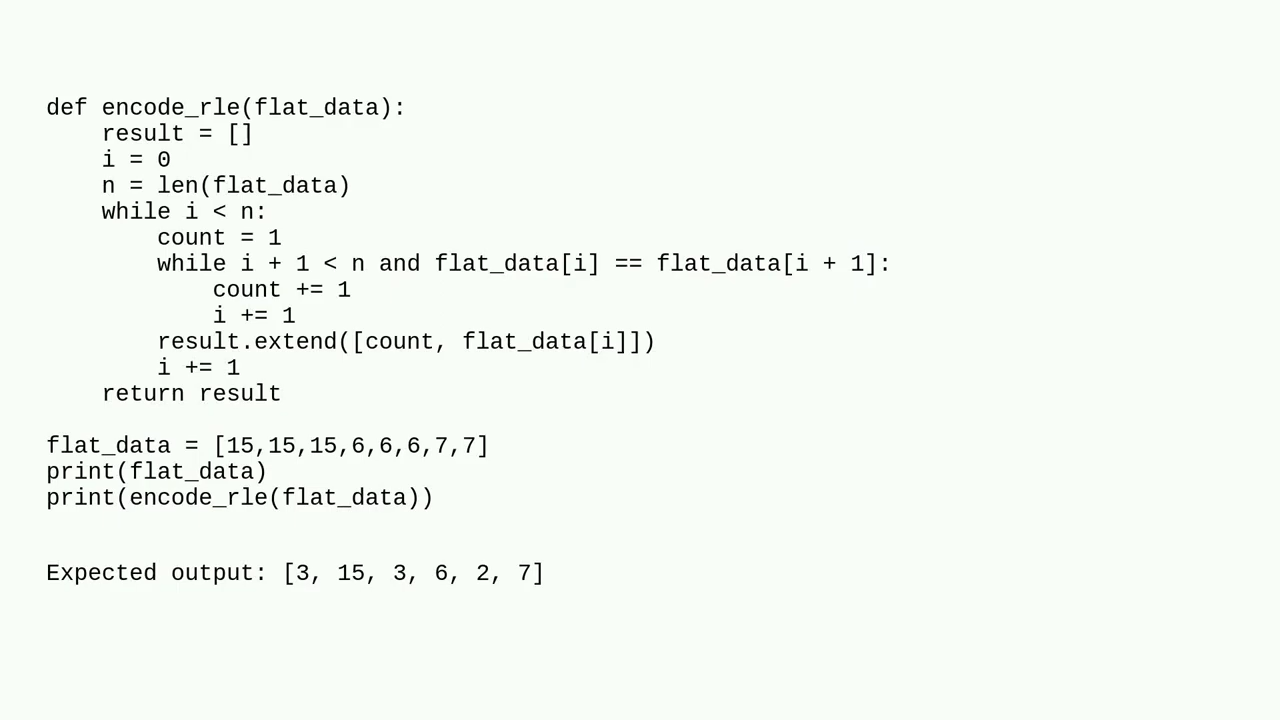 def encode_rle(flat_data):
    result = []
    i = 0
    n = len(flat_data)
    while i < n:
        count = 1
        while i + 1 < n and flat_data[i] == flat_data[i + 1]:
            count += 1
            i += 1
        result.extend([count, flat_data[i]])
        i += 1
    return result

flat_data = [15,15,15,6,6,6,7,7]
print(flat_data)
print(encode_rle(flat_data))

Expected output: [3, 15, 3, 6, 2, 7]